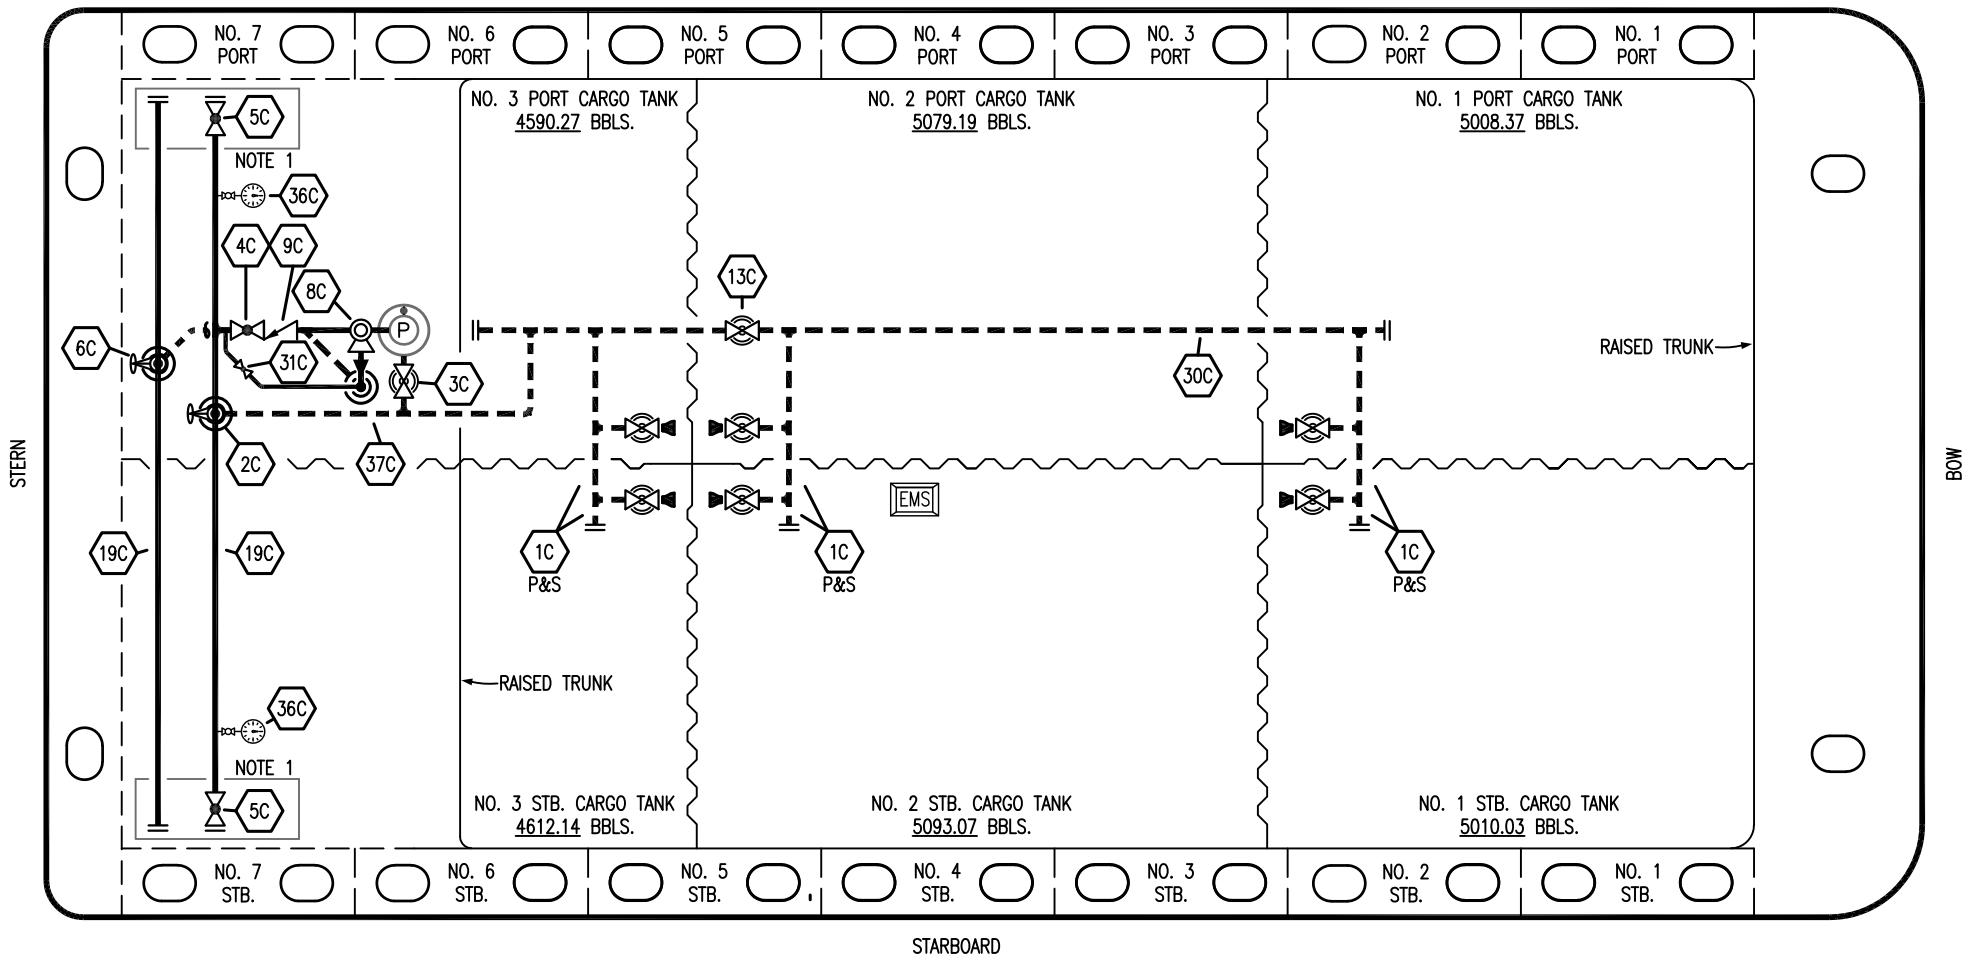 NO. 7
PORT
NO. 6
PORT
NO. 5
PORT
NO. 4
PORT
NO. 3
PORT
NO. 2
PORT
NO. 1
PORT
NO. 3 PORT CARGO TANK
4590.27 BBLS.
NO. 2 PORT CARGO TANK
5079.19 BBLS.
NO. 1 PORT CARGO TANK
5008.37 BBLS.
5C
NOTE 1
36C
4C
9C
8C
13C
P
6C
31C
3C
30C
RAISED TRUNK
2C
37C
STERN
BOW
EMS
19C
19C
1C
P&S
1C
P&S
1C
P&S
RAISED TRUNK
36C
NOTE 1
5C
NO. 3 STB. CARGO TANK
4612.14 BBLS.
NO. 2 STB. CARGO TANK
5093.07 BBLS.
NO. 1 STB. CARGO TANK
5010.03 BBLS.
NO. 7
STB.
NO. 6
STB.
NO. 5
STB.
NO. 4
STB.
NO. 3
STB.
NO. 2
STB.
NO. 1
STB.
STARBOARD